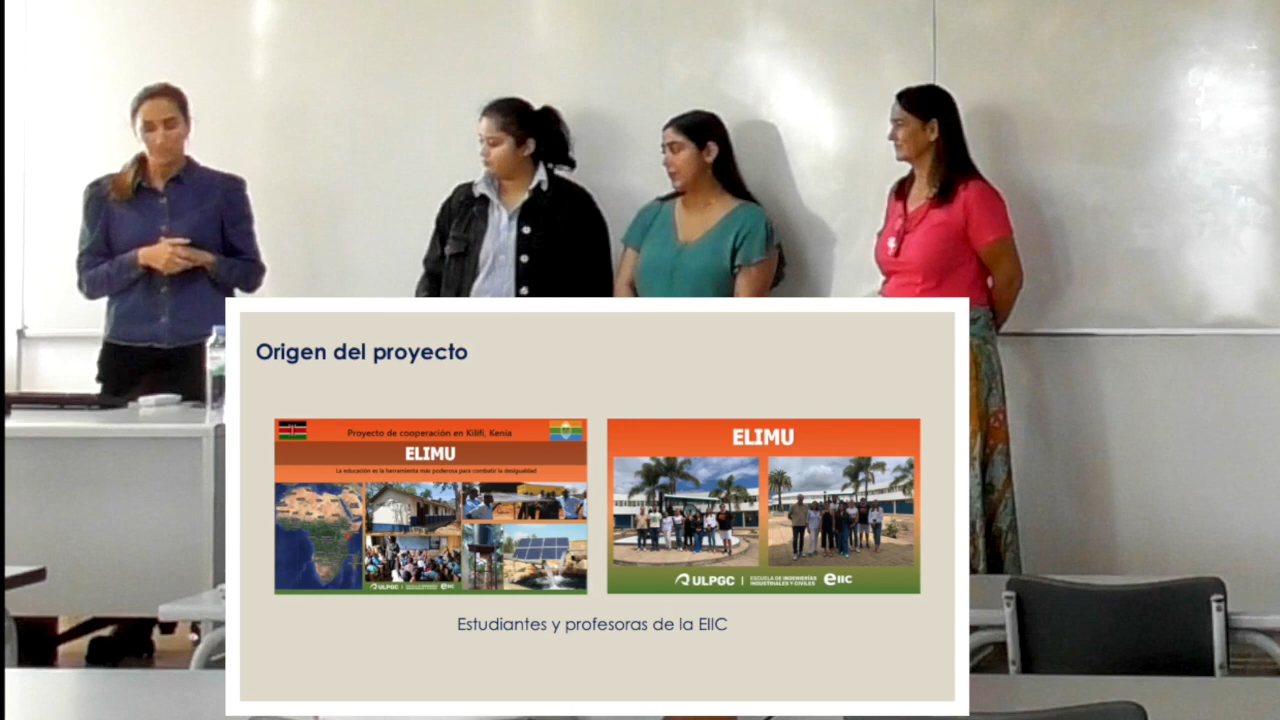 Origen del proyecto
Proyecto de cooperación en Kilifi, Kenia
ELIMU
La educación es la herramienta más poderosa para combatir la desigualdad
ULPGC
eiic
ELIMU
ULPGC | ESCUELA DE INGENIERÍAS
INDUSTRIALES Y CIVILES
eiic
Estudiantes y profesoras de la EIIC